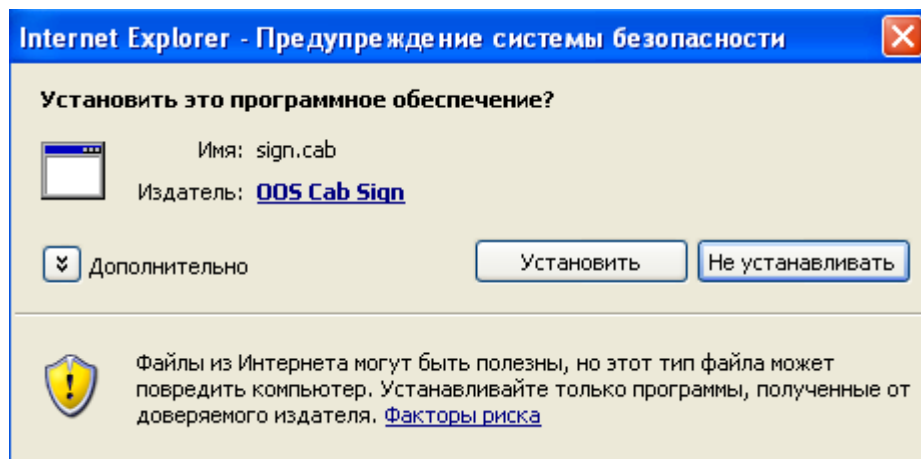 Internet Explorer - Предупреждение системы безопасности
Установить это программное обеспечение?
Имя: sign.cab
Издатель: OOS Cab Sign
Дополнительно
Установить
Не устанавливать
Файлы из Интернета могут быть полезны, но этот тип файла может
повредить компьютер. Устанавливайте только программы, полученные от
доверяемого издателя. Факторы риска